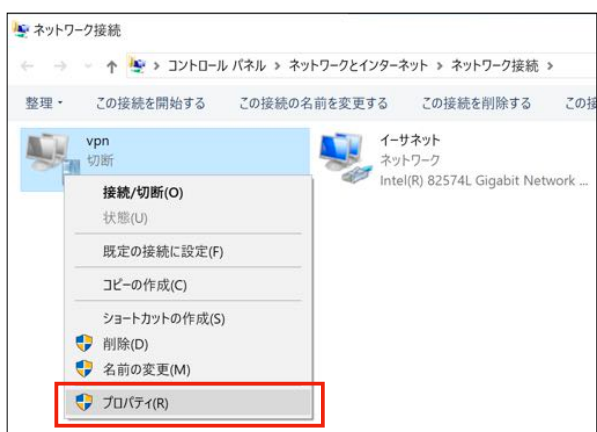 ネットワーク接続
コントロール パネル > ネットワークとインターネット > ネットワーク接続 >
整理 この接続を開始する この接続の名前を変更する この接続を削除する この接
vpn
切断
イーサネット
ネットワーク
Intel(R) 82574L Gigabit Network ...
接続/切断(O)
状態(U)
既定の接続に設定(F)
コピーの作成(C)
ショートカットの作成(S)
削除(D)
名前の変更(M)
プロパティ(R)